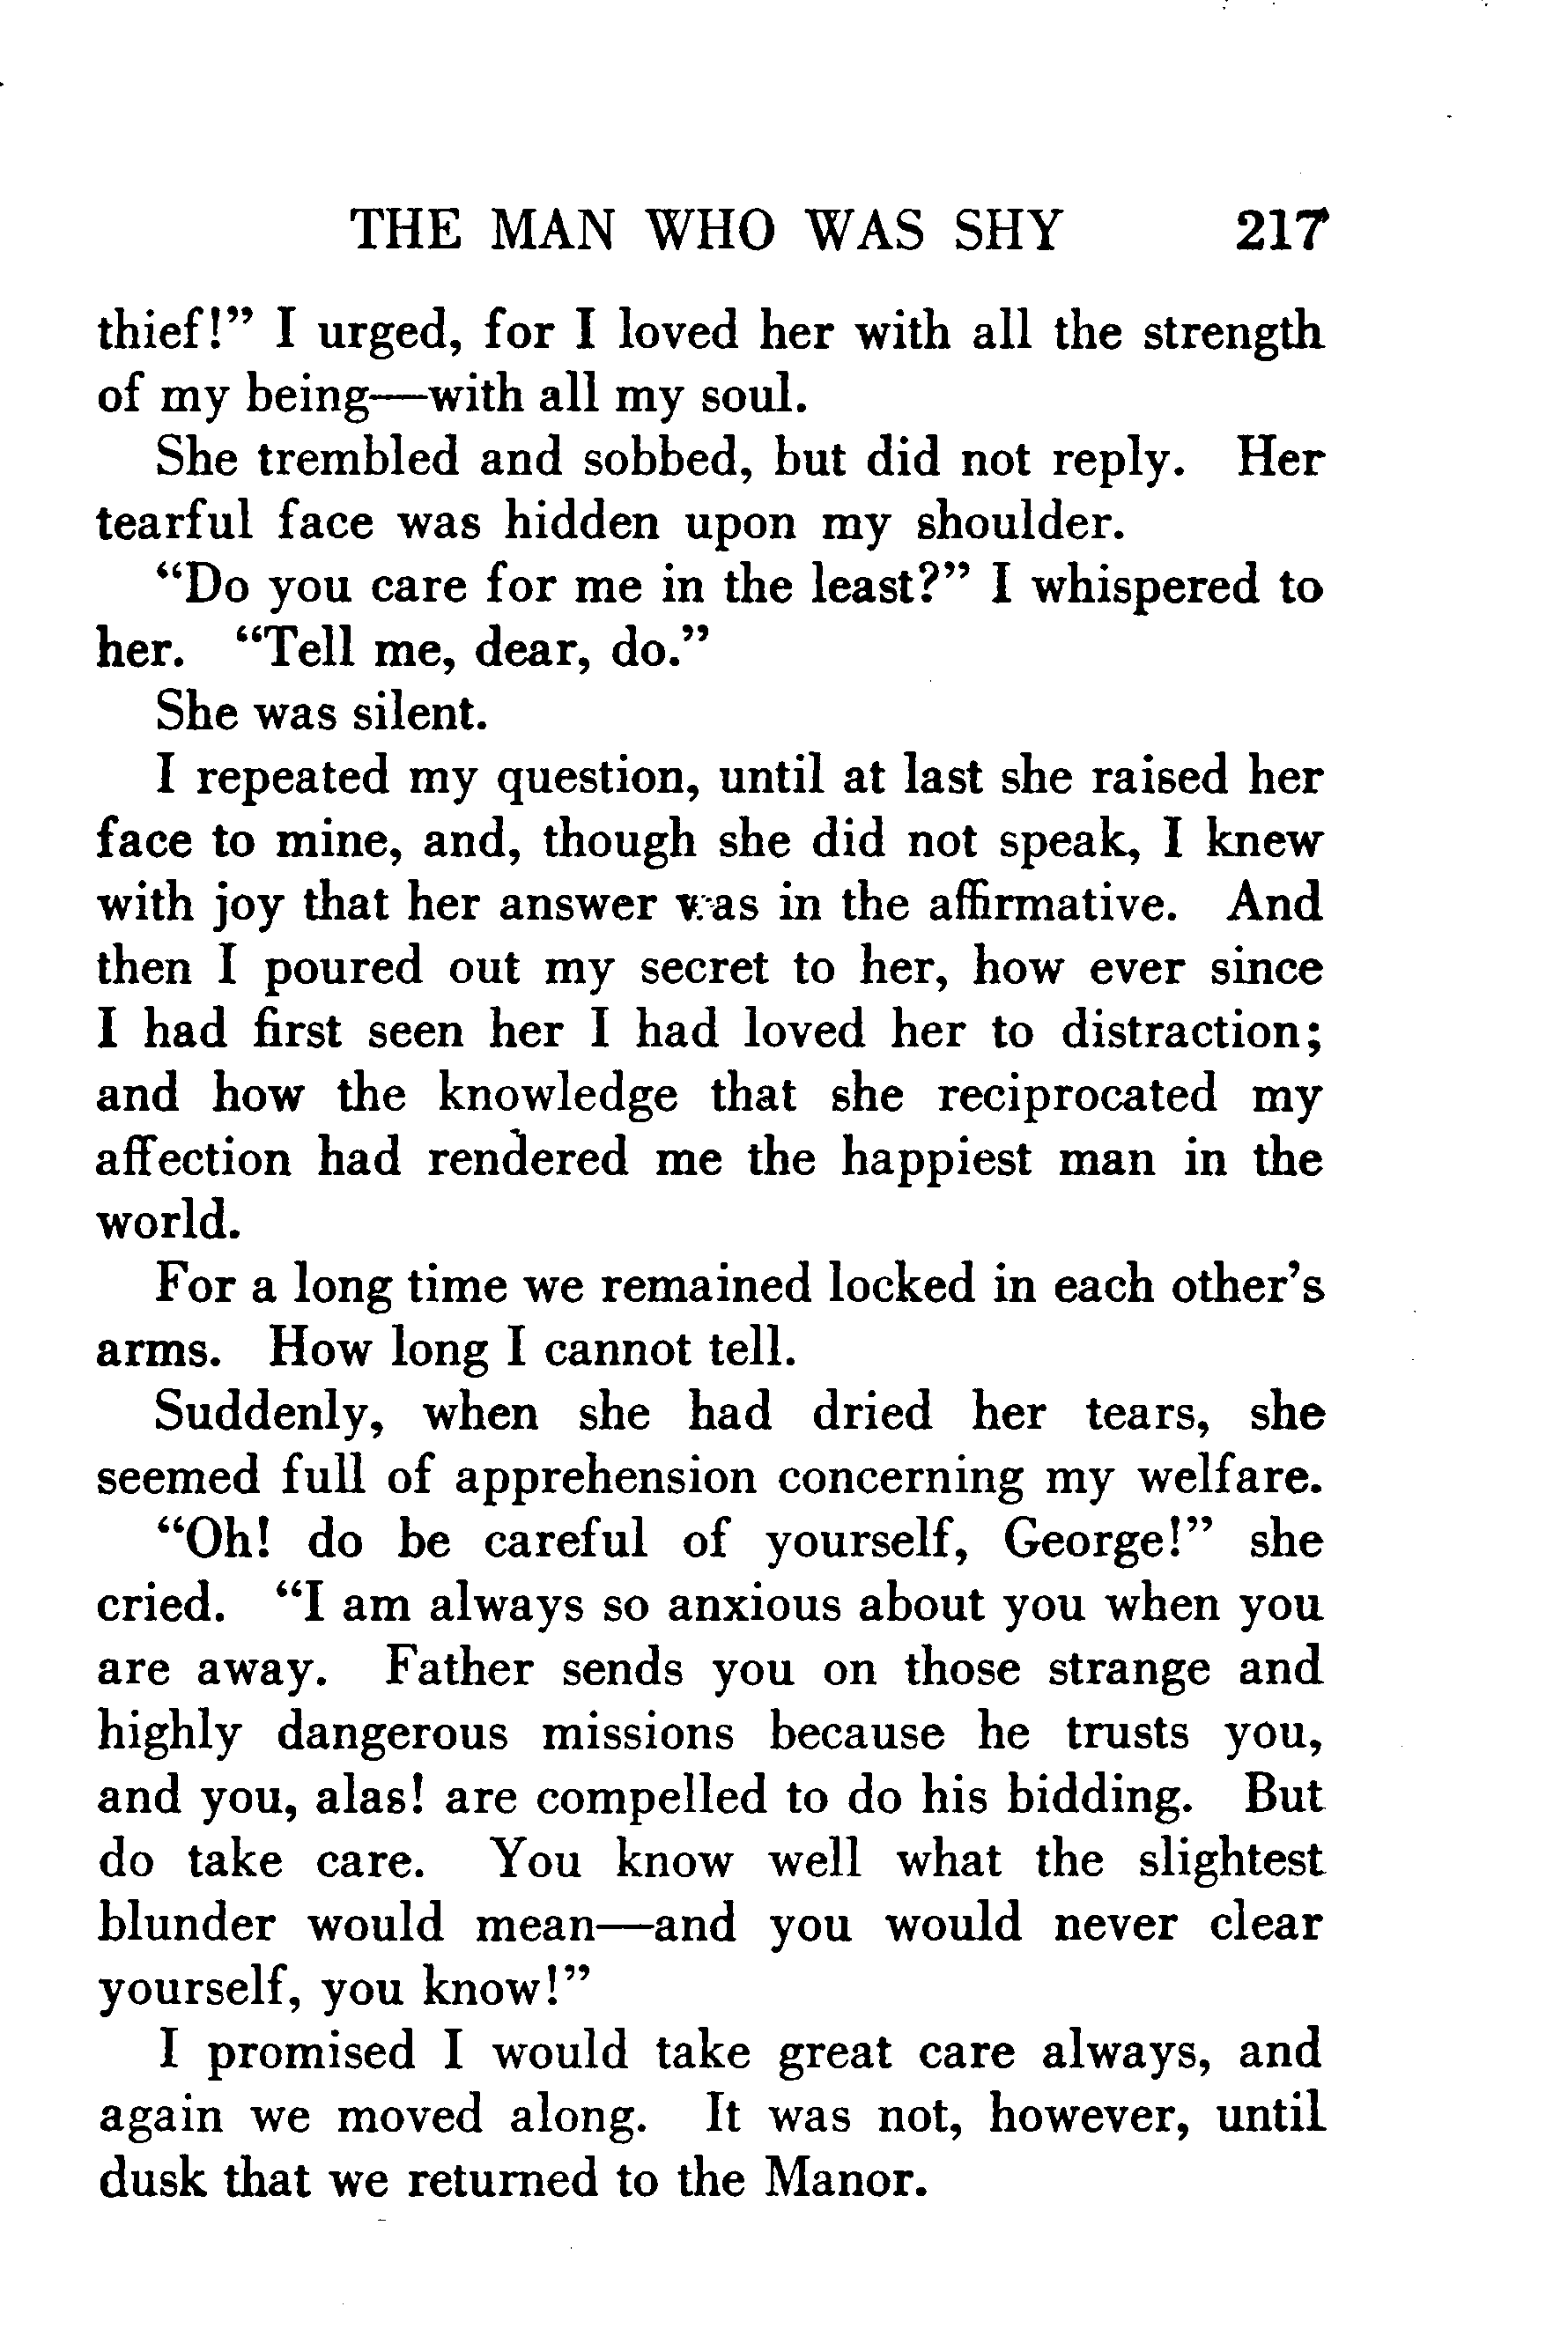 THE MAN WHO WAS SHY 217
thief!” I urged, for I loved her with all the strength
of my being—with all my soul.
She trembled and sobbed, but did not reply. Her
tearful face was hidden upon my shoulder.
“Do you care for me in the least?” I whispered to
her. “Tell me, dear, do.”
She was silent.
I repeated my question, until at last she raised her
face to mine, and, though she did not speak, I knew
with joy that her answer was in the affirmative. And
then I poured out my secret to her, how ever since
I had first seen her I had loved her to distraction;
and how the knowledge that she reciprocated my
affection had rendered me the happiest man in the
world.
For a long time we remained locked in each other’s
arms. How long I cannot tell.
Suddenly, when she had dried her tears, she
seemed full of apprehension concerning my welfare.
“Oh! do be careful of yourself, George!” she
cried. “I am always so anxious about you when you
are away. Father sends you on those strange and
highly dangerous missions because he trusts you,
and you, alas! are compelled to do his bidding. But
do take care. You know well what the slightest
blunder would mean—and you would never clear
yourself, you know!”
I promised I would take great care always, and
again we moved along. It was not, however, until
dusk that we returned to the Manor.